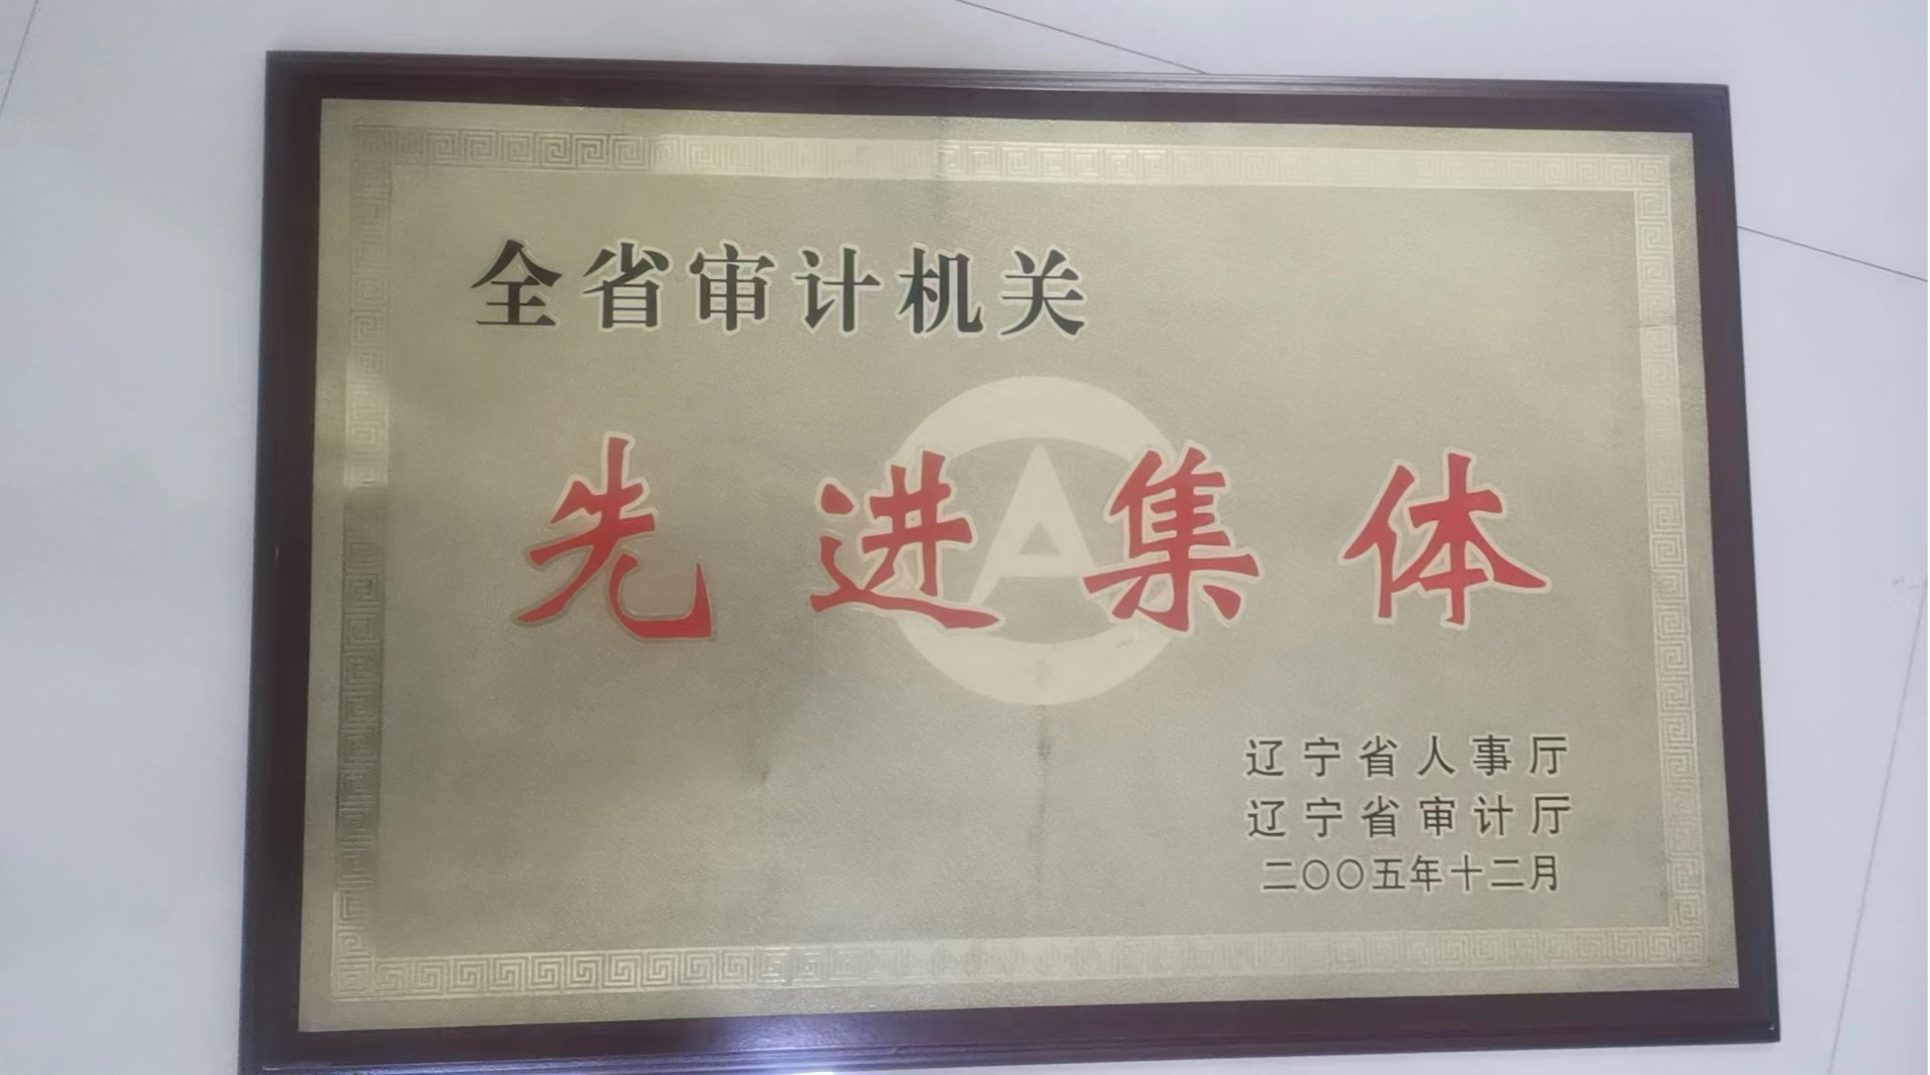 全省审计机关
先进集体
辽宁省人事厅
辽宁省审计厅
二〇〇五年十二月